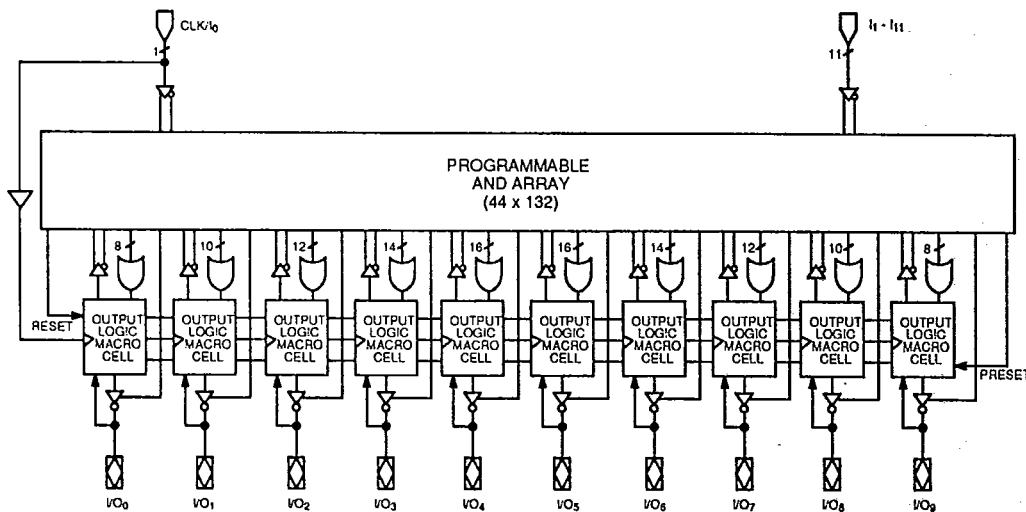 CLK/I0
I1 - I11
1
11
PROGRAMMABLE
AND ARRAY
(44 x 132)
8
10
12
14
16
16
14
12
10
8
RESET
OUTPUT
LOGIC
MACRO
CELL
OUTPUT
LOGIC
MACRO
CELL
OUTPUT
LOGIC
MACRO
CELL
OUTPUT
LOGIC
MACRO
CELL
OUTPUT
LOGIC
MACRO
CELL
OUTPUT
LOGIC
MACRO
CELL
OUTPUT
LOGIC
MACRO
CELL
OUTPUT
LOGIC
MACRO
CELL
OUTPUT
LOGIC
MACRO
CELL
OUTPUT
LOGIC
MACRO
CELL
PRESET
I/O0
I/O1
I/O2
I/O3
I/O4
I/O5
I/O6
I/O7
I/O8
I/O9